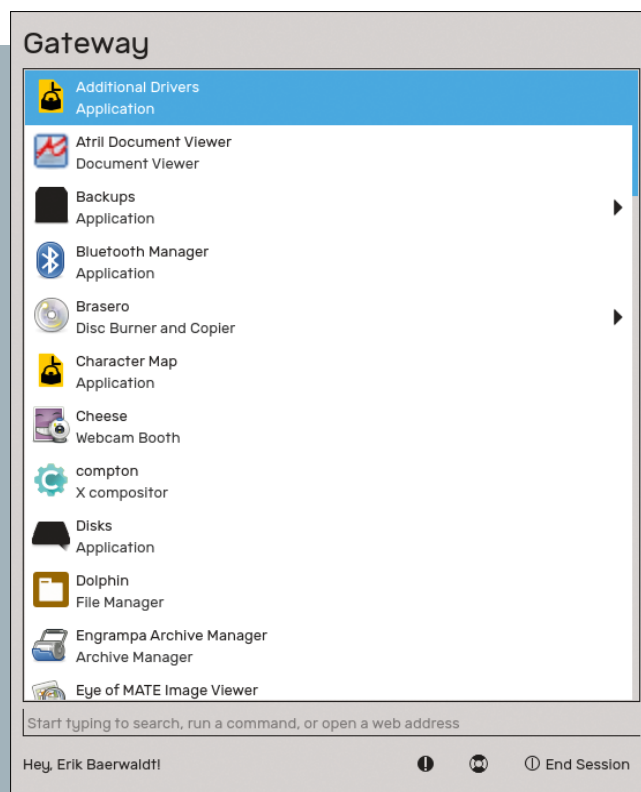 Gateway
Additional Drivers
Application
Atril Document Viewer
Document Viewer
Backups
Application
Bluetooth Manager
Application
Brasero
Disc Burner and Copier
Character Map
Application
Cheese
Webcam Booth
compton
X compositor
Disks
Application
Dolphin
File Manager
Engrampa Archive Manager
Archive Manager
Eye of MATE Image Viewer
Start typing to search, run a command, or open a web address
Hey, Erik Baerwaldt! End Session